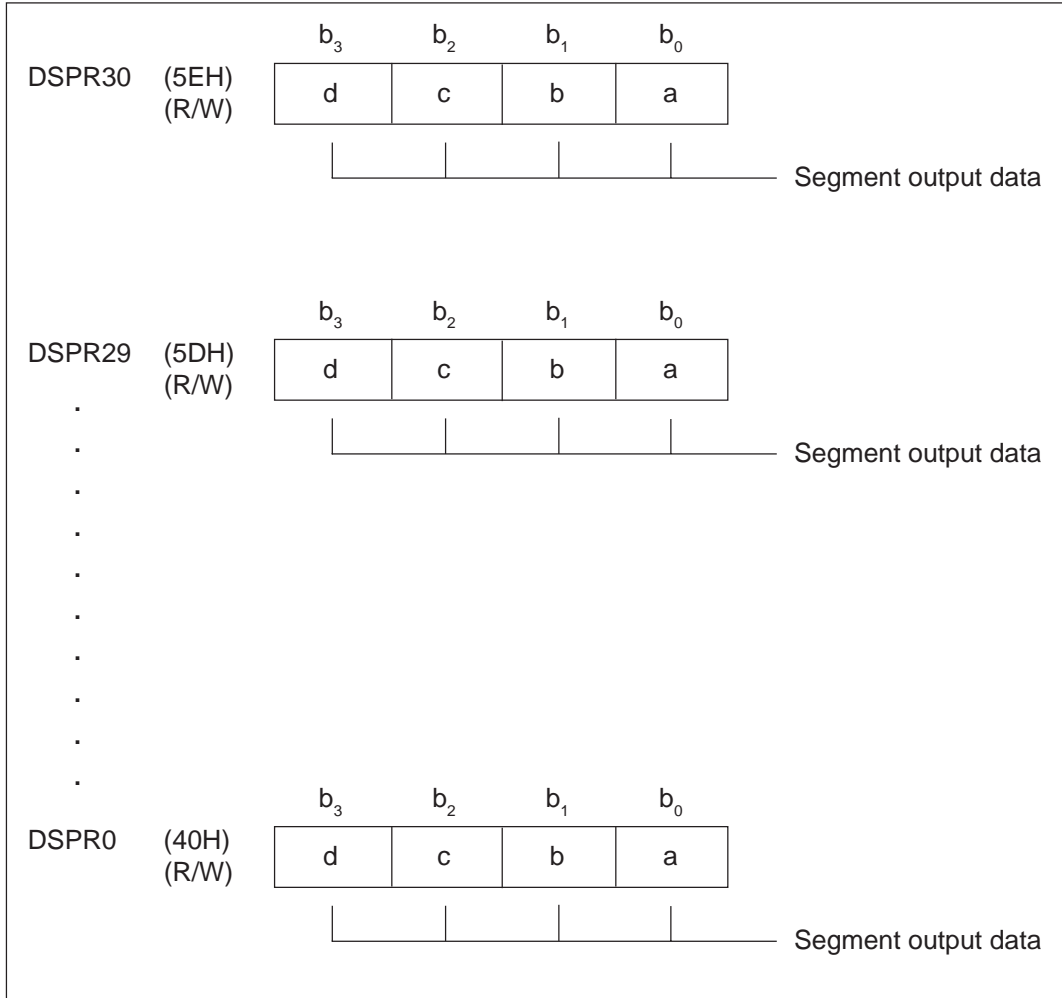 b3 b2 b1 b0
DSPR30 (5EH) d c b a
(R/W)
Segment output data
b3 b2 b1 b0
DSPR29 (5DH) d c b a
(R/W)
.
. Segment output data
.
.
.
.
.
.
.
.
b3 b2 b1 b0
DSPR0 (40H) d c b a
(R/W)
Segment output data